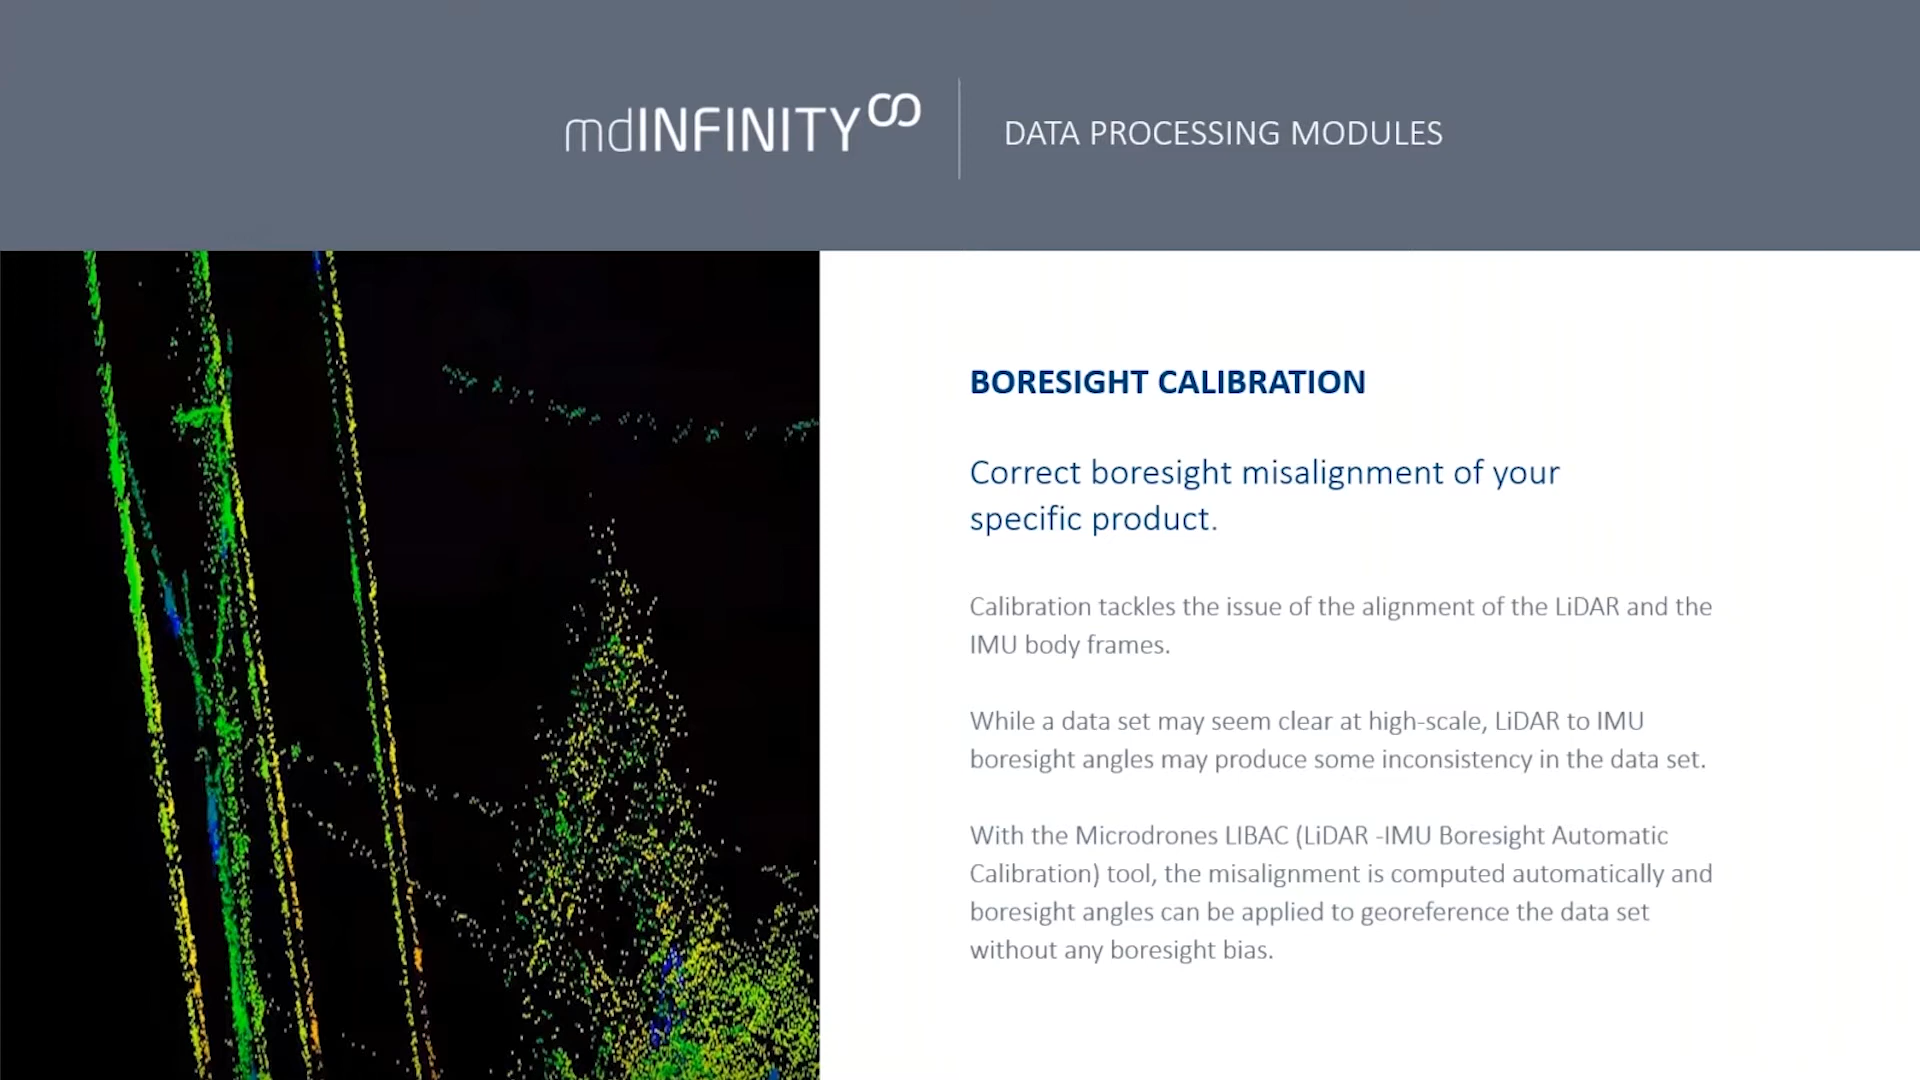 mdINFINITY
DATA PROCESSING MODULES
BORESIGHT CALIBRATION
Correct boresight misalignment of your
specific product.
Calibration tackles the issue of the alignment of the LiDAR and the
IMU body frames.
While a data set may seem clear at high-scale, LiDAR to IMU
boresight angles may produce some inconsistency in the data set.
With the Microdrones LIBAC (LiDAR -IMU Boresight Automatic
Calibration) tool, the misalignment is computed automatically and
boresight angles can be applied to georeference the data set
without any boresight bias.